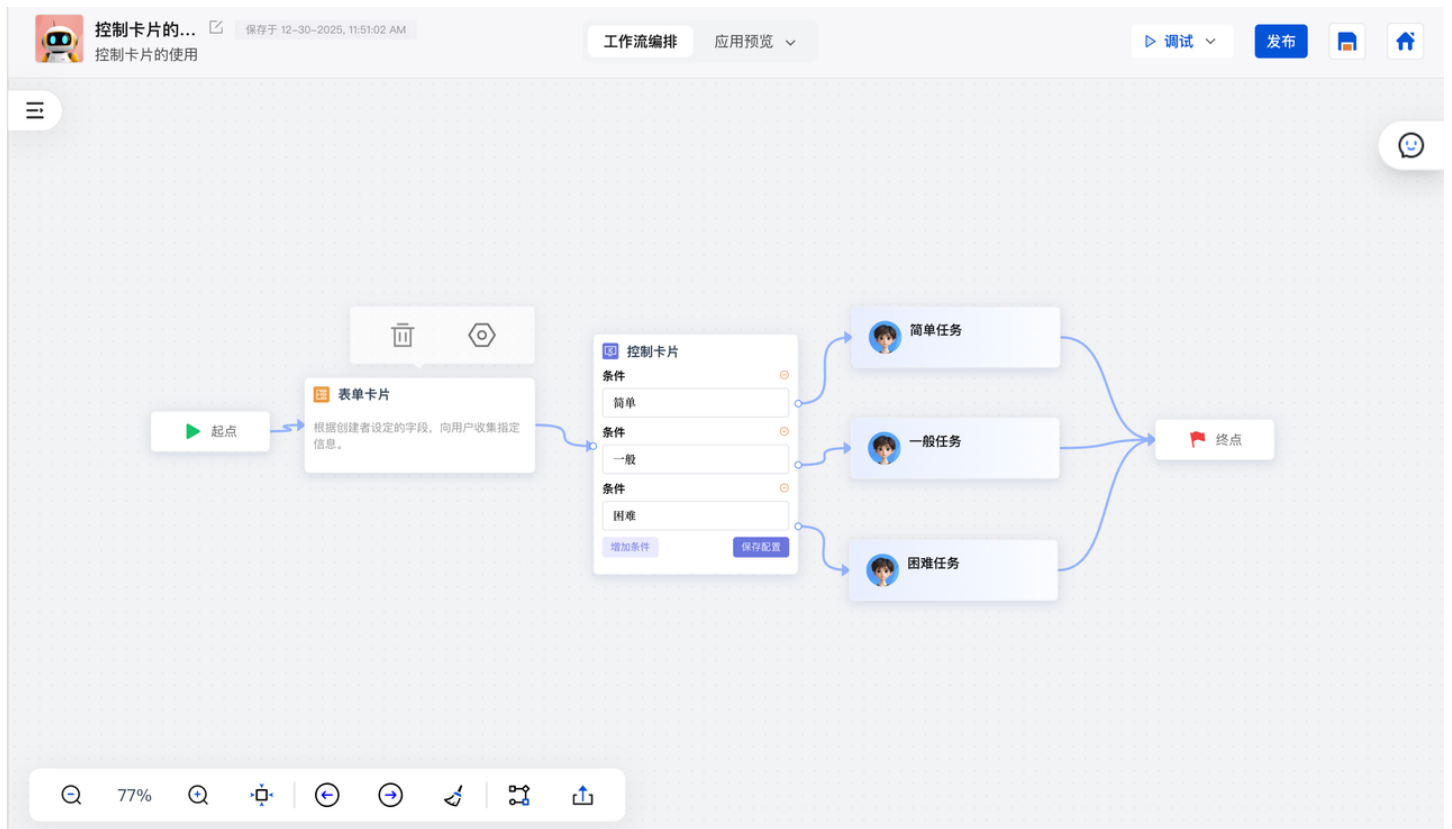 控制卡片的...
保存于 12-30-2025, 11:51:02 AM
控制卡片的使用
工作流编排
应用预览
调试
发布
起点
表单卡片
根据创建者设定的字段、向用户收集指定
信息。
控制卡片
条件
简单
条件
一般
条件
困难
增加条件
保存配置
简单任务
一般任务
困难任务
终点
77%